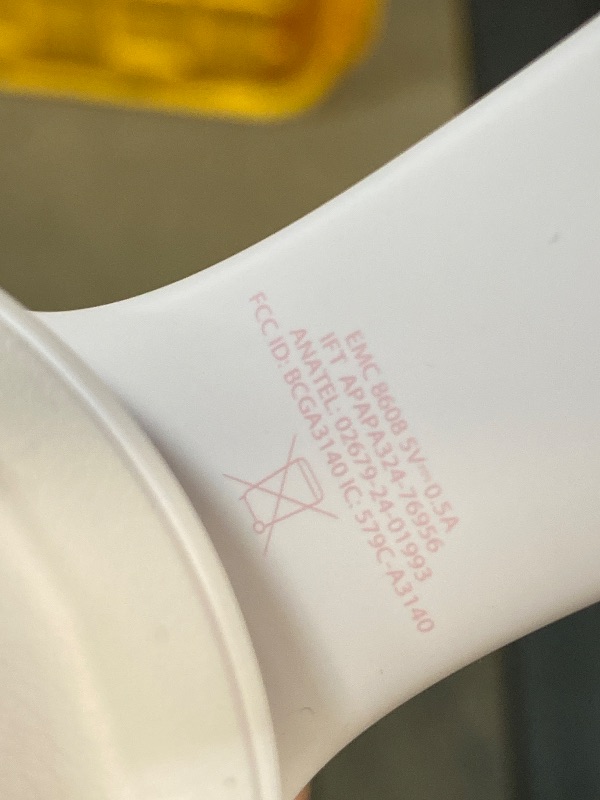 EMC 8608 5V⎓0.5A
IFT APAPA324-76956
ANATEL: 02679-24-01993
FCC ID: BCGA3140 IC: 579C-A3140